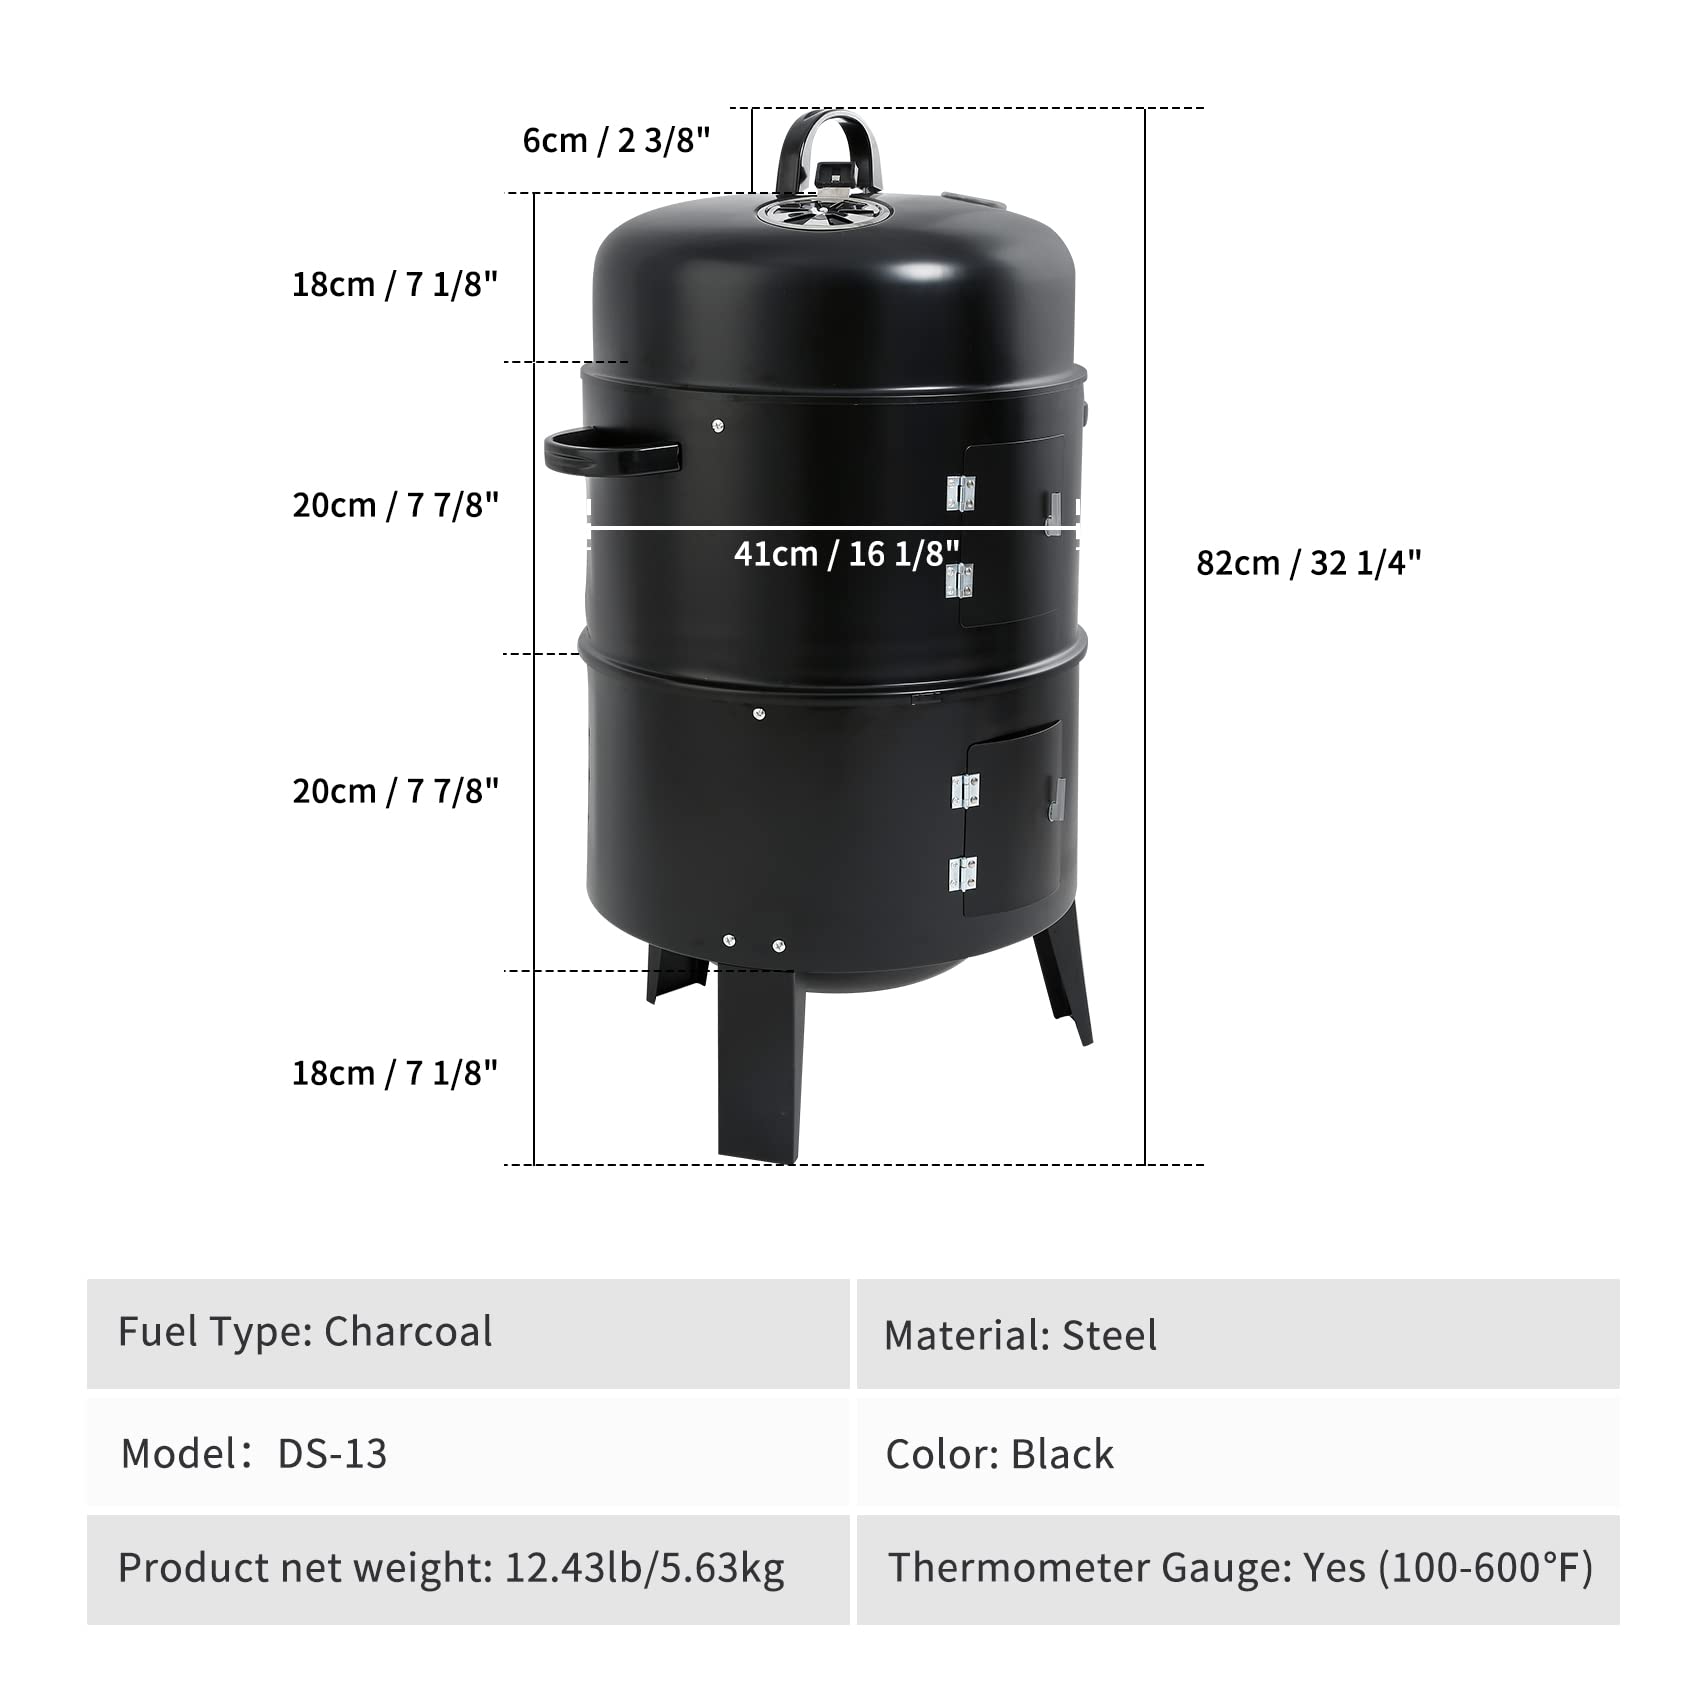 6cm / 2 3/8"
18cm / 7 1/8"
20cm / 7 7/8"
41cm / 16 1/8"
82cm / 32 1/4"
20cm / 7 7/8"
18cm / 7 1/8"
Fuel Type: Charcoal
Material: Steel
Model：DS-13
Color: Black
Product net weight: 12.43lb/5.63kg
Thermometer Gauge: Yes (100-600°F)